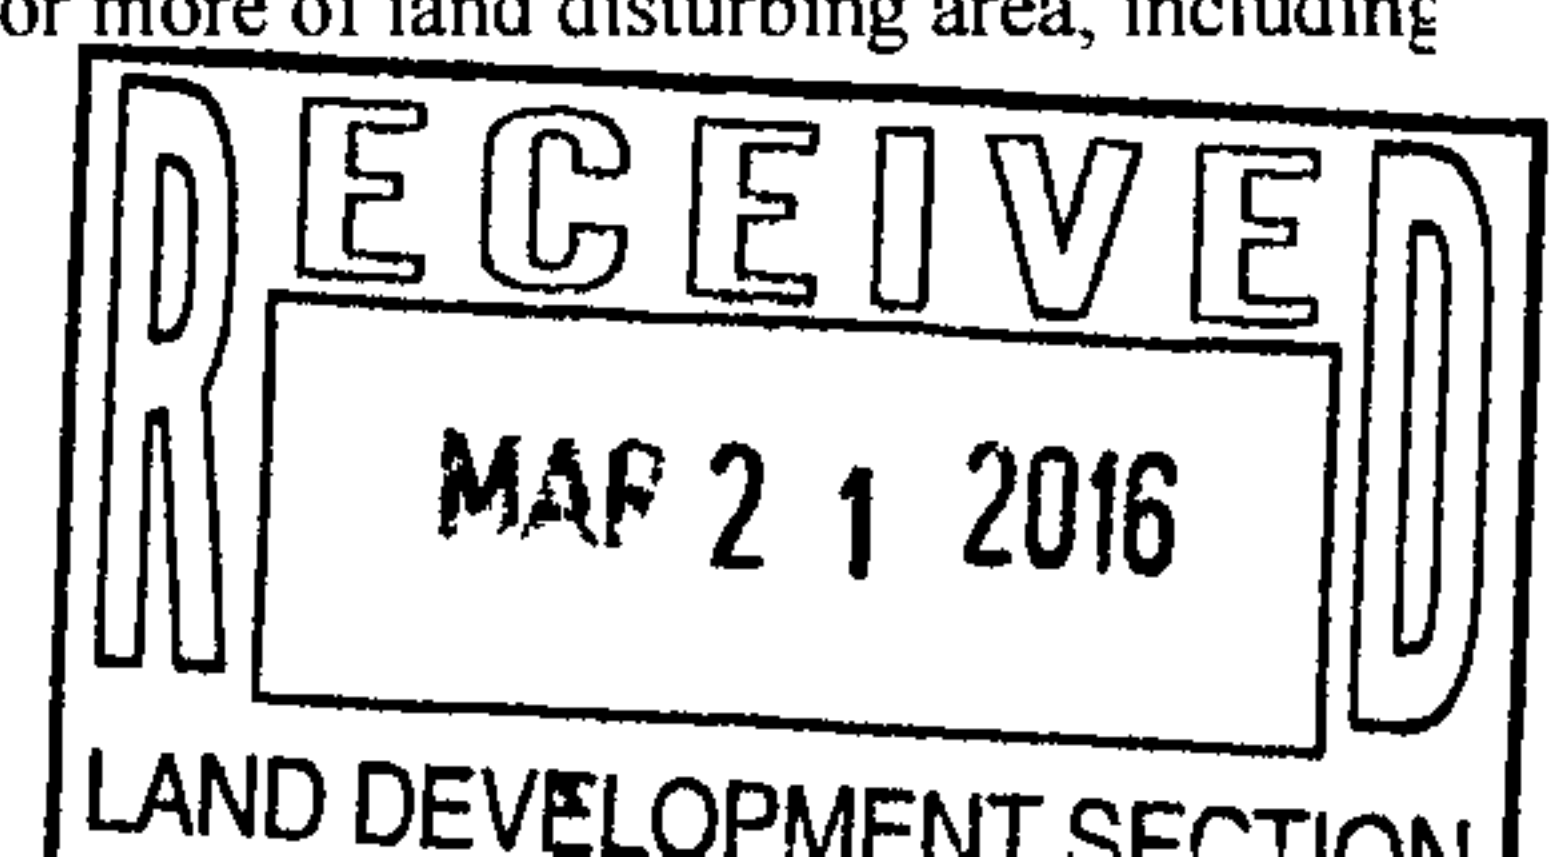 or more of land disturbing area, including
RECEIVED
MAR 2 1 2016
LAND DEVELOPMENT SECTION